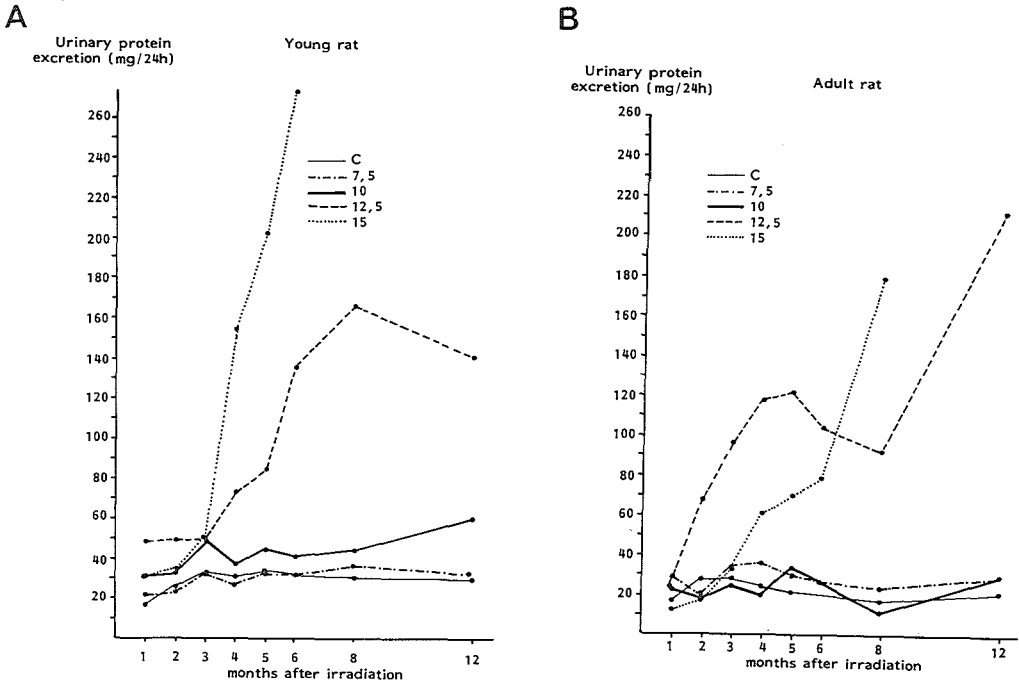 A
Urinary protein
excretion (mg/24h)
Young rat
260
240
220
200
180
160
140
120
100
80
60
40
20
C
7,5
10
12,5
15
1 2 3 4 5 6 8 12
months after irradiation
B
Urinary protein
excretion (mg/24h)
Adult rat
260
240
220
200
180
160
140
120
100
80
60
40
20
C
7,5
10
12,5
15
1 2 3 4 5 6 8 12
months after irradiation